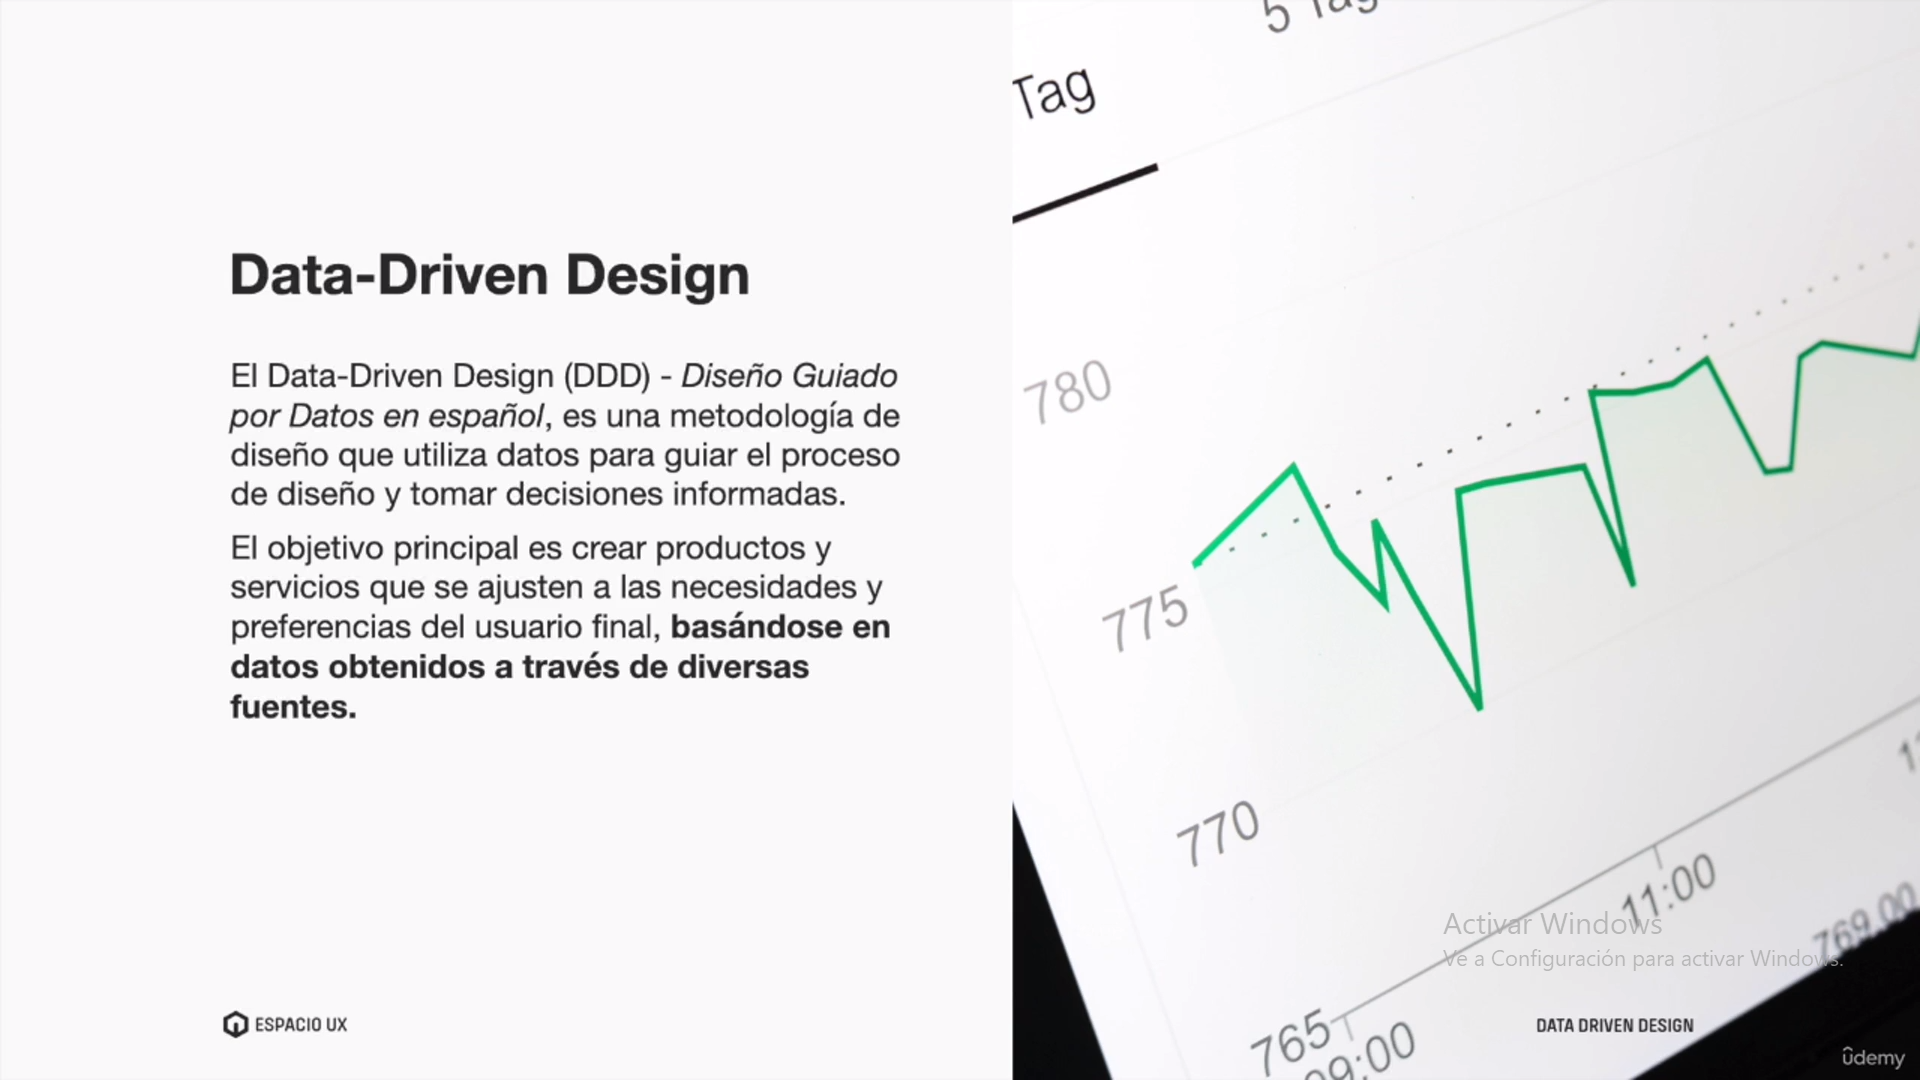 Data-Driven Design
El Data-Driven Design (DDD) - Diseño Guiado
por Datos en español, es una metodología de
diseño que utiliza datos para guiar el proceso
de diseño y tomar decisiones informadas.
El objetivo principal es crear productos y
servicios que se ajusten a las necesidades y
preferencias del usuario final, basándose en
datos obtenidos a través de diversas
fuentes.
ESPACIO UX
5 Tag
Tag
780
775
770
765
09:00
11:00
769.00
Activar Windows
Ve a Configuración para activar Windows.
DATA DRIVEN DESIGN
ûdemy